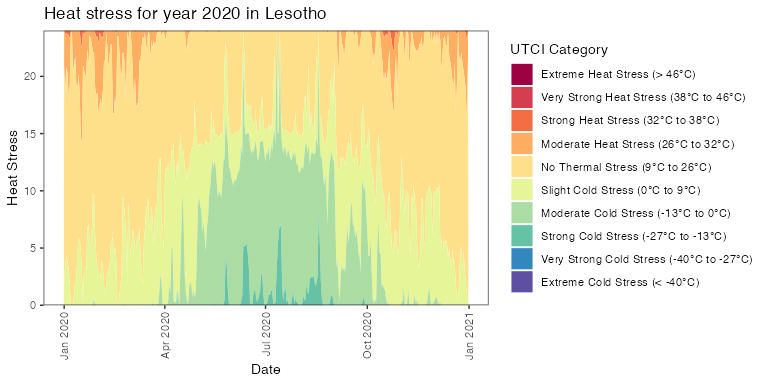 Heat stress for year 2020 in Lesotho
Heat Stress
20
15
10
5
0
Jan 2020
Apr 2020
Jul 2020
Oct 2020
Jan 2021
Date
UTCI Category
Extreme Heat Stress (> 46°C)
Very Strong Heat Stress (38°C to 46°C)
Strong Heat Stress (32°C to 38°C)
Moderate Heat Stress (26°C to 32°C)
No Thermal Stress (9°C to 26°C)
Slight Cold Stress (0°C to 9°C)
Moderate Cold Stress (-13°C to 0°C)
Strong Cold Stress (-27°C to -13°C)
Very Strong Cold Stress (-40°C to -27°C)
Extreme Cold Stress (< -40°C)